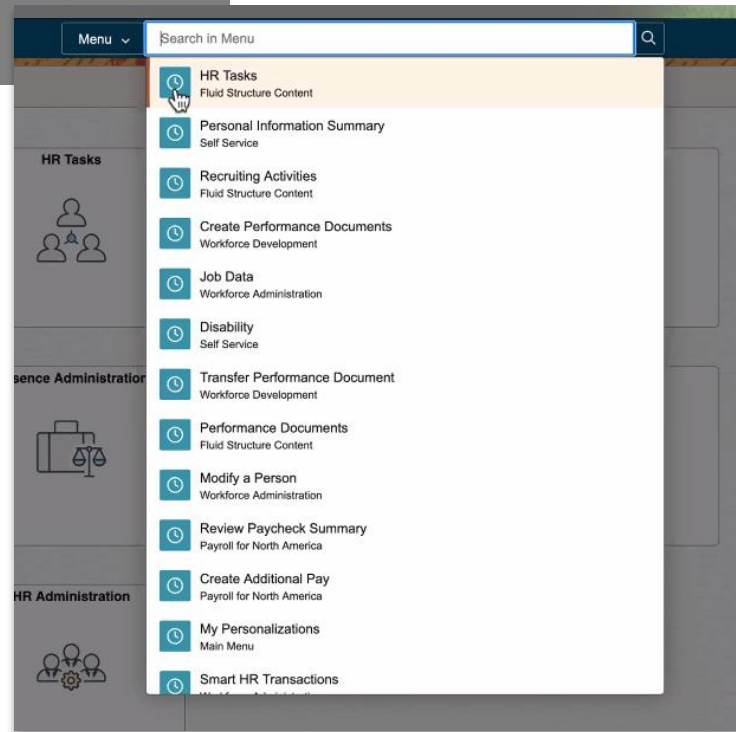 Menu
Search in Menu
HR Tasks
Fluid Structure Content
Personal Information Summary
Self Service
Recruiting Activities
Fluid Structure Content
Create Performance Documents
Workforce Development
Job Data
Workforce Administration
Disability
Self Service
Transfer Performance Document
Workforce Development
Performance Documents
Fluid Structure Content
Modify a Person
Workforce Administration
Review Paycheck Summary
Payroll for North America
Create Additional Pay
Payroll for North America
My Personalizations
Main Menu
Smart HR Transactions
HR Tasks
sence Administration
HR Administration